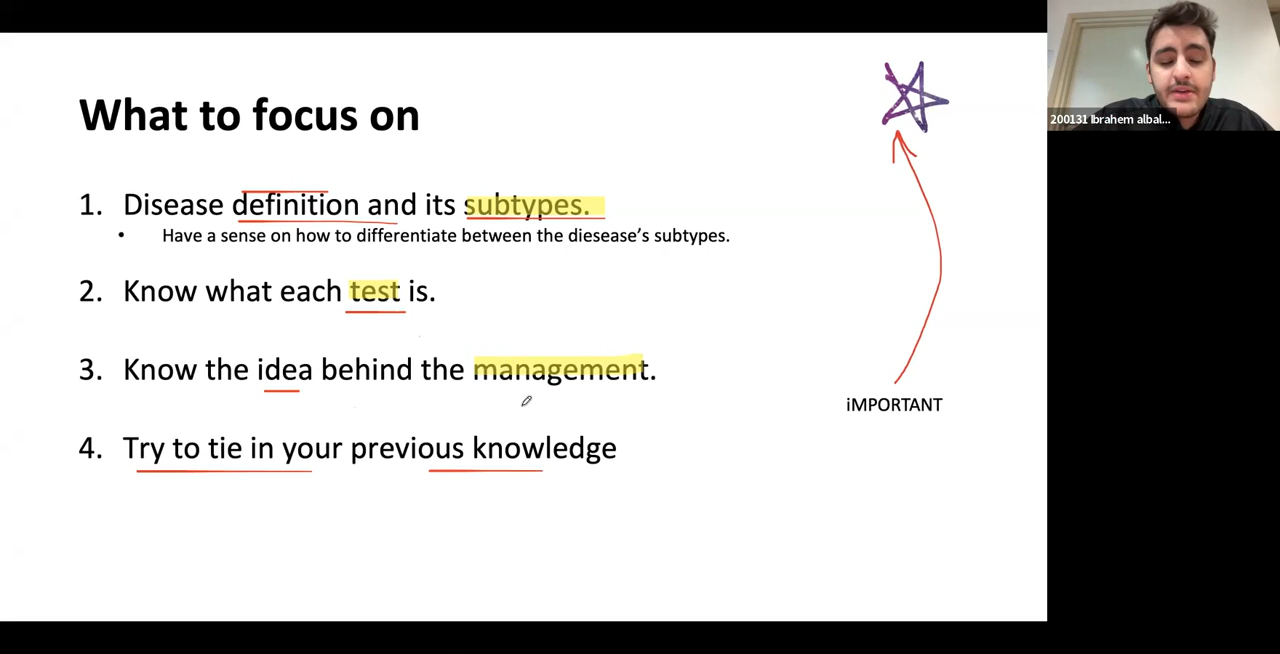 What to focus on
1. Disease definition and its subtypes.
• Have a sense on how to differentiate between the diesease's subtypes.
2. Know what each test is.
3. Know the idea behind the management.
4. Try to tie in your previous knowledge
iMPORTANT
200131 Ibrahem albal...